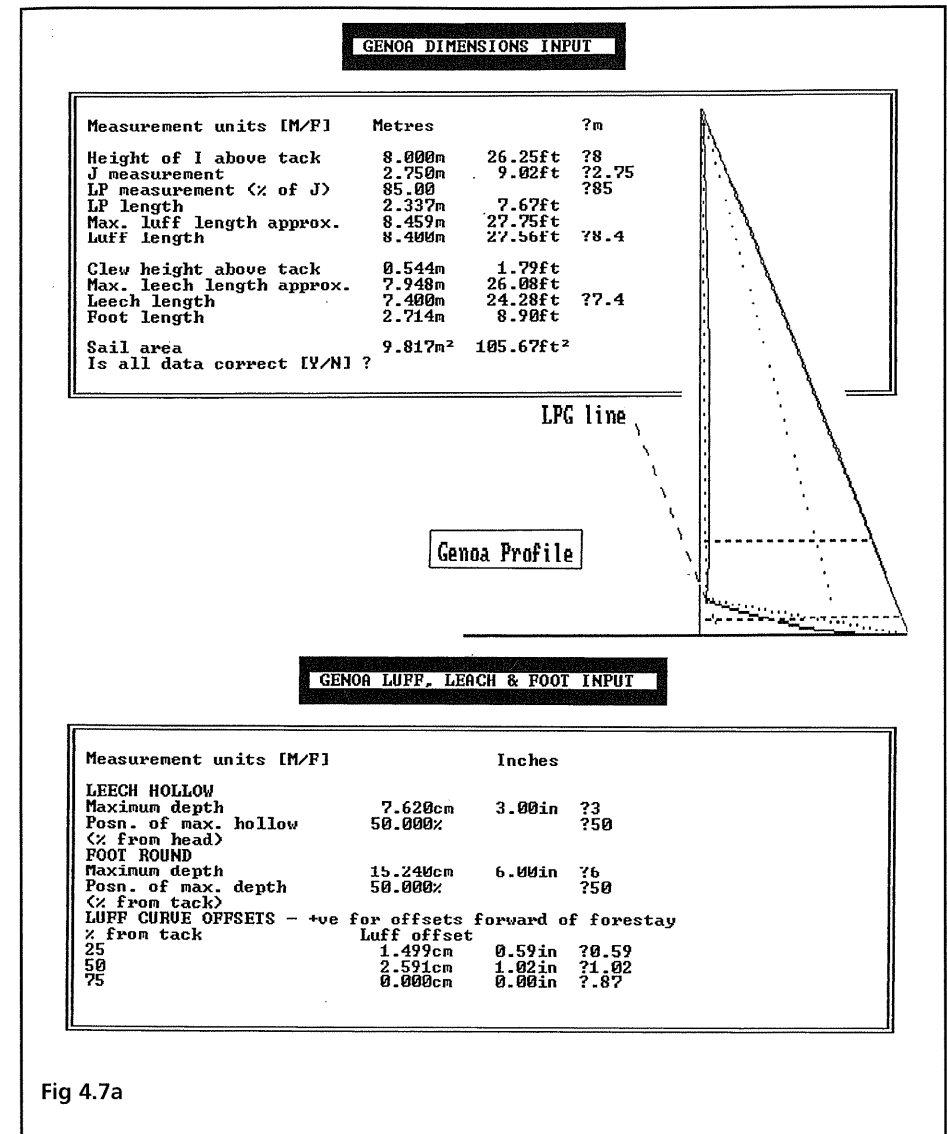 GENOA DIMENSIONS INPUT
Measurement units [M/F] Metres ?m
Height of I above tack 8.000m 26.25ft ?8
J measurement 2.750m 9.02ft ?2.75
LP measurement (% of J) 85.00 ?85
LP length 2.337m 7.67ft
Max. luff length approx. 8.459m 27.75ft
Luff length 8.400m 27.56ft ?8.4
Clew height above tack 0.544m 1.79ft
Max. leech length approx. 7.948m 26.08ft
Leech length 7.400m 24.28ft ?7.4
Foot length 2.714m 8.90ft
Sail area 9.817m² 105.67ft²
Is all data correct [Y/N] ?
LPG line
Genoa Profile
GENOA LUFF, LEACH & FOOT INPUT
Measurement units [M/F] Inches
LEECH HOLLOW
Maximum depth 7.620cm 3.00in ?3
Posn. of max. hollow 50.000% ?50
(% from head)
FOOT ROUND
Maximum depth 15.240cm 6.00in ?6
Posn. of max. depth 50.000% ?50
(% from tack)
LUFF CURVE OFFSETS - +ve for offsets forward of forestay
% from tack Luff offset
25 1.499cm 0.59in ?0.59
50 2.591cm 1.02in ?1.02
75 0.000cm 0.00in ?.87
Fig 4.7a